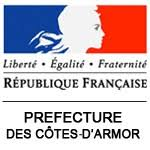 Liberté • Égalité • Fraternité
RÉPUBLIQUE FRANÇAISE
PREFECTURE
DES CÔTES-D'ARMOR